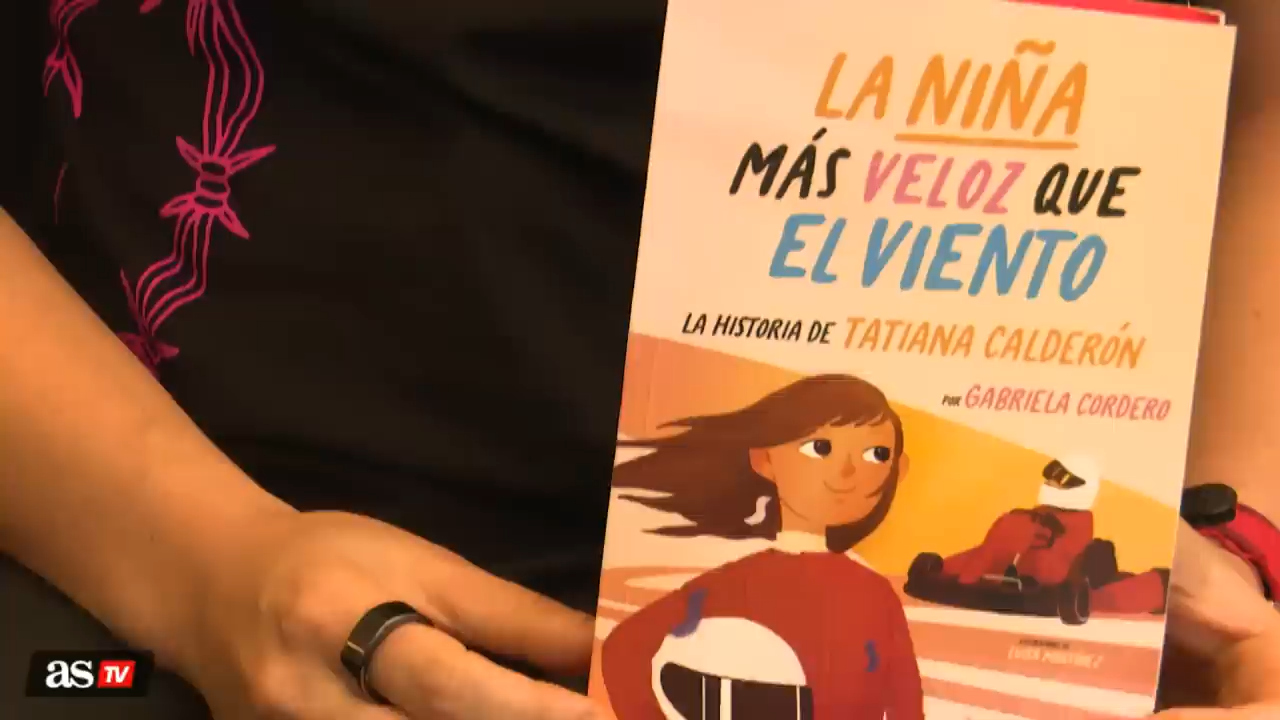 LA NIÑA
MÁS VELOZ QUE
EL VIENTO
LA HISTORIA DE TATIANA CALDERÓN
POR GABRIELA CORDERO
as TV